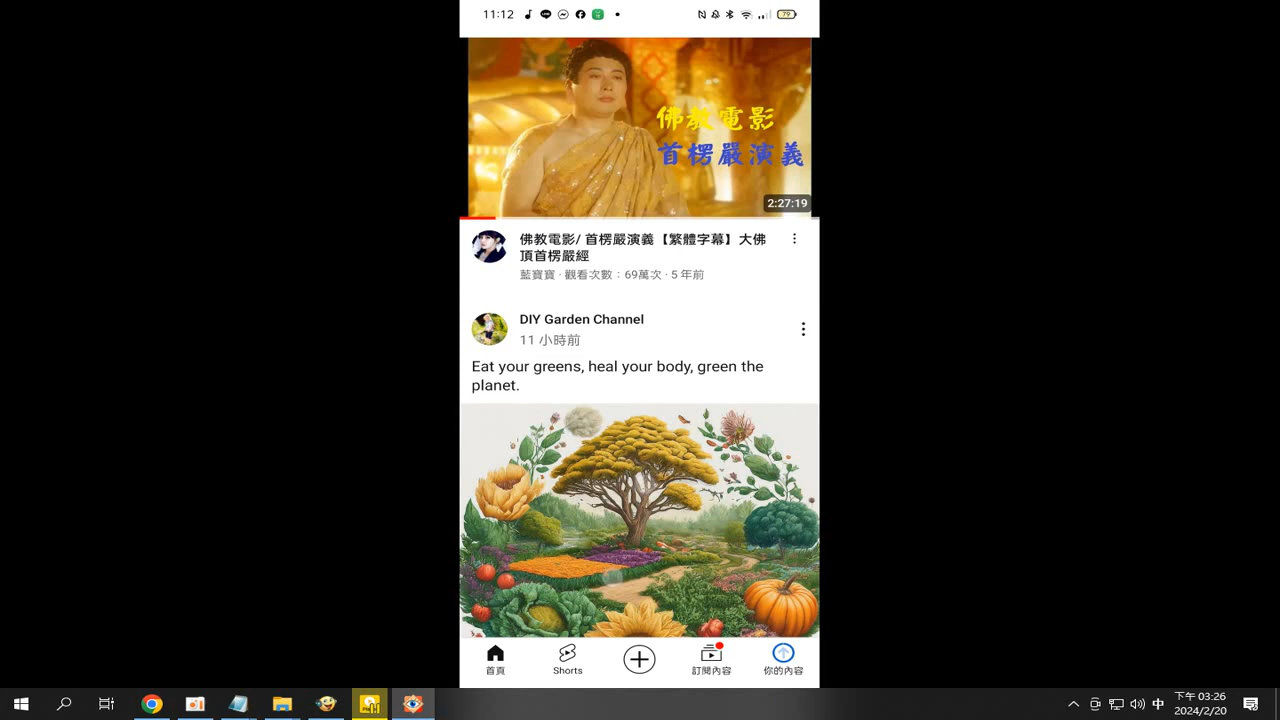 11:12
79
佛教電影
首楞嚴演義
2:27:19
佛教電影/ 首楞嚴演義【繁體字幕】大佛
頂首楞嚴經
藍寶寶 · 觀看次數：69萬次 · 5 年前
DIY Garden Channel
11 小時前
Eat your greens, heal your body, green the
planet.
首頁
Shorts
訂閱內容
你的內容
中
下午 03:26
2024/2/20